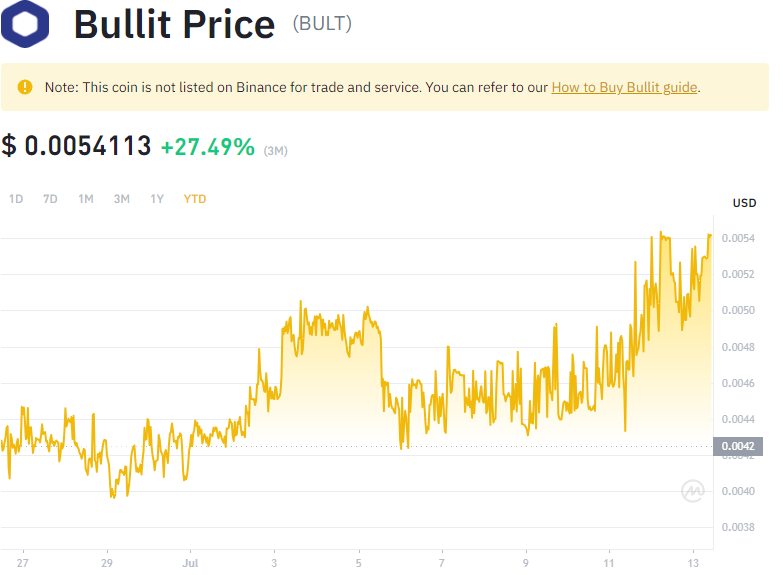 Bullit Price (BULT)
Note: This coin is not listed on Binance for trade and service. You can refer to our How to Buy Bullit guide.
$ 0.0054113 +27.49% (3M)
1D 7D 1M 3M 1Y YTD
USD
0.0054
0.0052
0.0050
0.0048
0.0046
0.0044
0.0042
0.0042
0.0040
0.0038
27 29 Jul 3 5 7 9 11 13